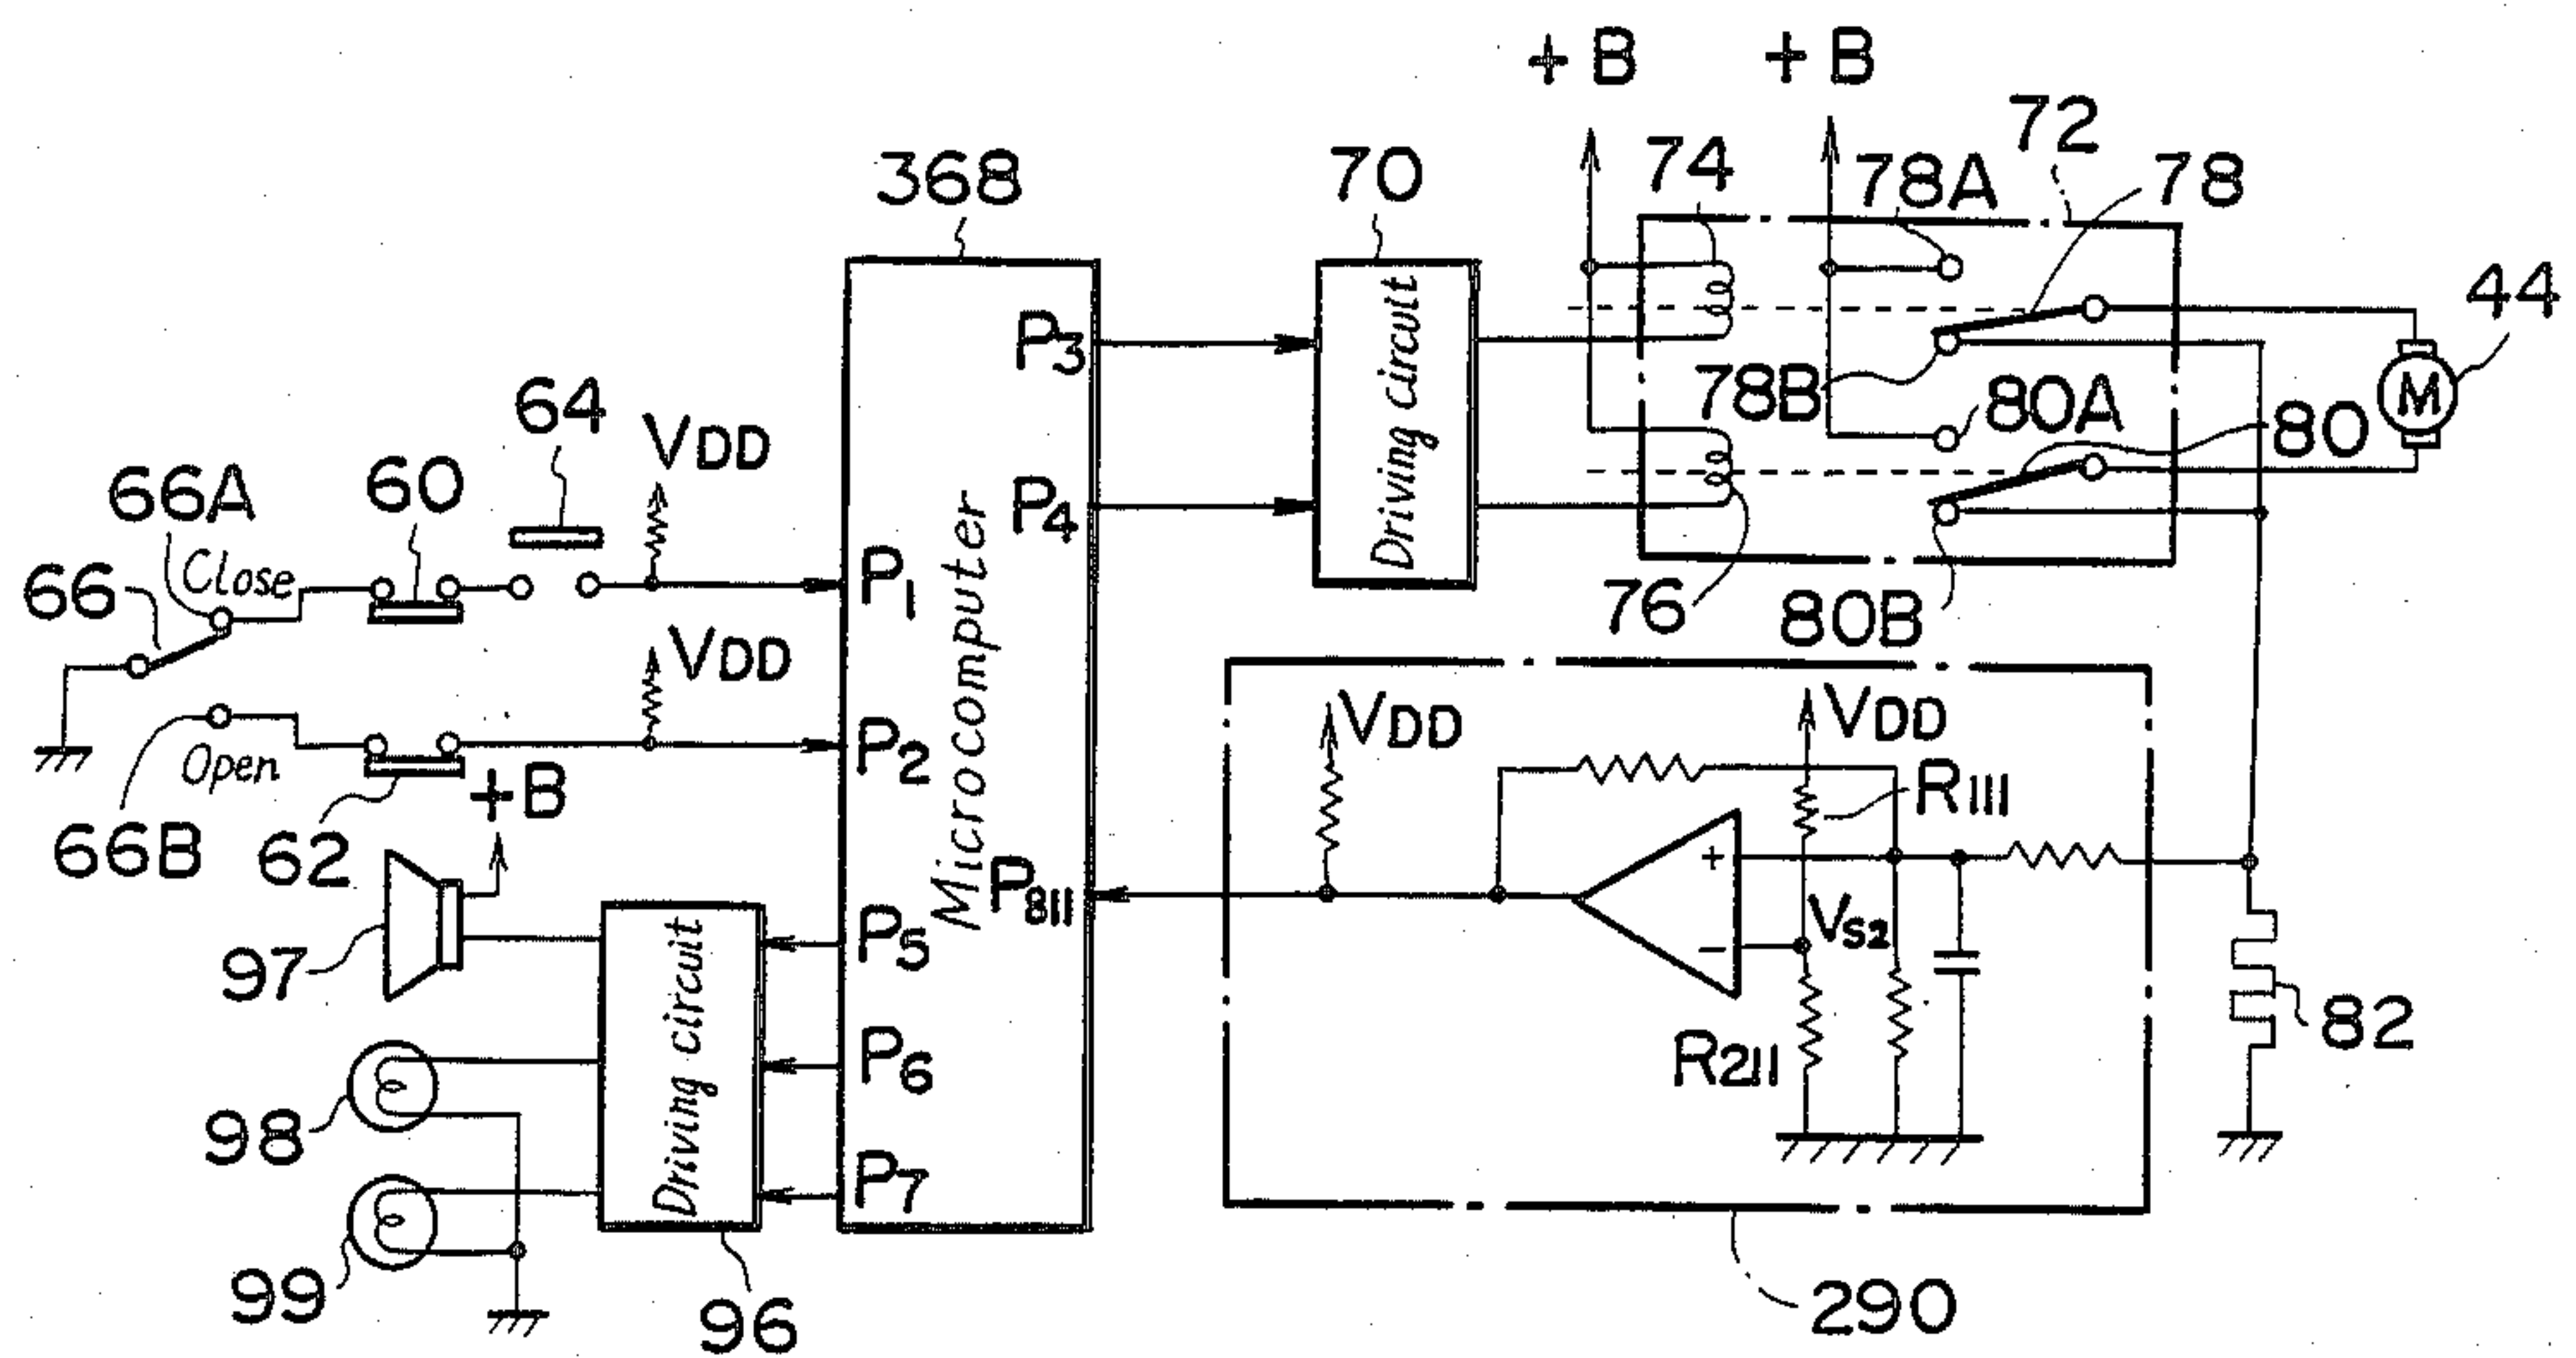 +B
+B
72
368
70
74
78A
78
44
P3
Driving circuit
78B
80A
80
M
64
VDD
66A
60
P4
Close
66
P1
76
80B
VDD
Microcomputer
66B
Open
P2
+B
62
VDD
VDD
R111
+
P811
VS2
97
P5
Driving circuit
−
82
P6
R211
98
P7
99
96
290